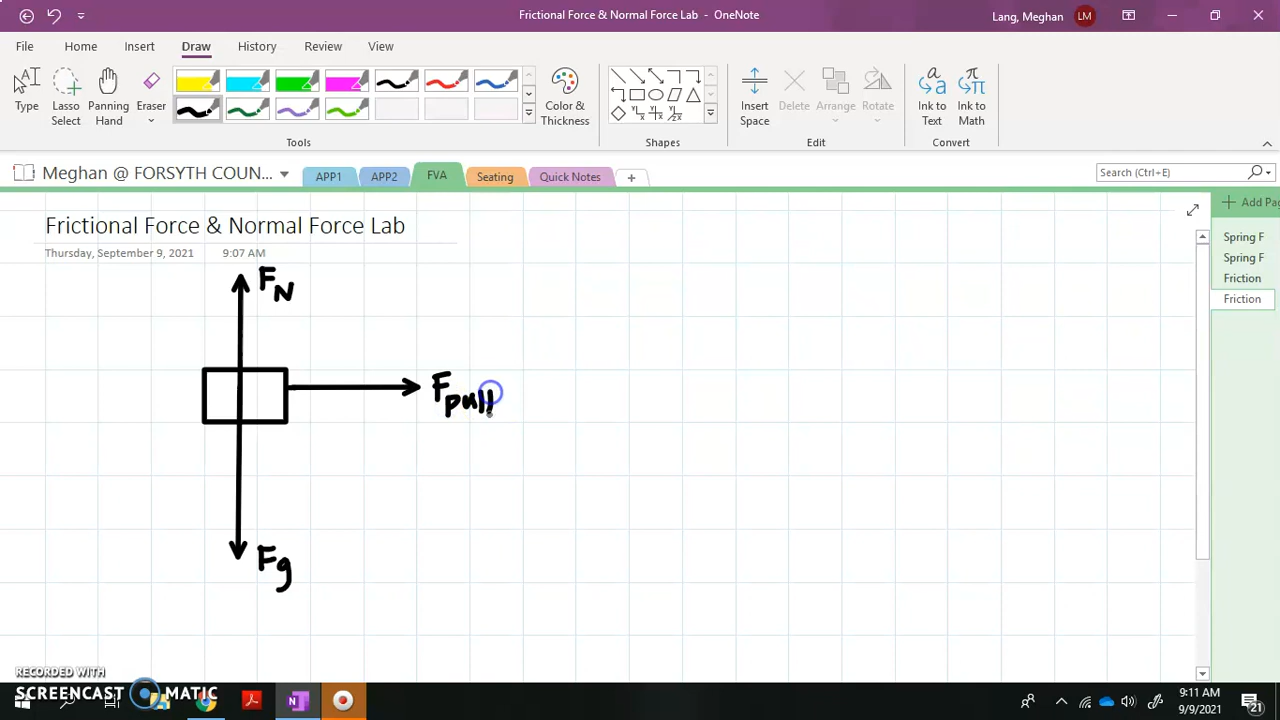 Frictional Force & Normal Force Lab - OneNote
Lang, Meghan LM
File Home Insert Draw History Review View
Type Lasso Select Panning Hand Eraser Color & Thickness Insert Space Delete Arrange Rotate Ink to Text Ink to Math
Tools Shapes Edit Convert
Meghan @ FORSYTH COUN... APP1 APP2 FVA Seating Quick Notes + Search (Ctrl+E)
Frictional Force & Normal Force Lab
Thursday, September 9, 2021 9:07 AM
Add Pag
Spring F
Spring F
Friction
Friction
FN
Fpull
Fg
RECORDED WITH
SCREENCAST MATIC
9:11 AM
9/9/2021
21